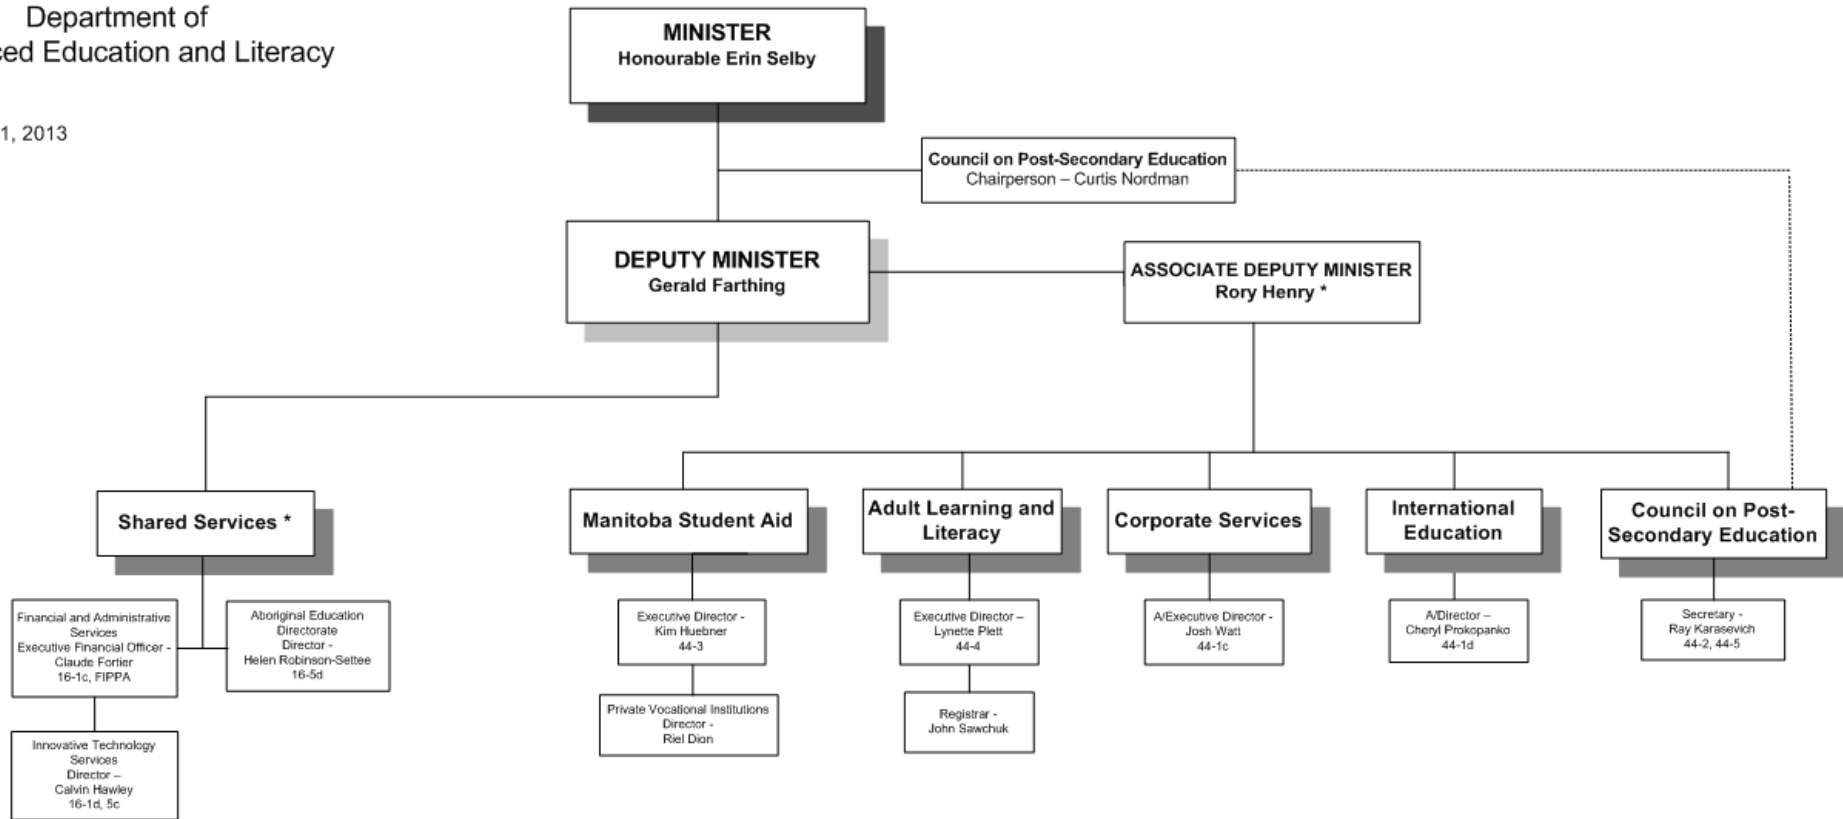 Department of
ced Education and Literacy
1, 2013
MINISTER
Honourable Erin Selby
Council on Post-Secondary Education
Chairperson – Curtis Nordman
DEPUTY MINISTER
Gerald Farthing
ASSOCIATE DEPUTY MINISTER
Rory Henry *
Shared Services *
Manitoba Student Aid
Adult Learning and
Literacy
Corporate Services
International
Education
Council on Post-
Secondary Education
Financial and Administrative
Services
Executive Financial Officer -
Claude Fortier
16-1c, FIPPA
Aboriginal Education
Directorate
Director -
Helen Robinson-Settee
16-5d
Executive Director -
Kim Huebner
44-3
Executive Director –
Lynette Plett
44-4
A/Executive Director -
Josh Watt
44-1c
A/Director –
Cheryl Prokopanko
44-1d
Secretary -
Ray Karasevich
44-2, 44-5
Private Vocational Institutions
Director -
Riel Dion
Registrar -
John Sawchuk
Innovative Technology
Services
Director –
Calvin Hawley
16-1d, 5c